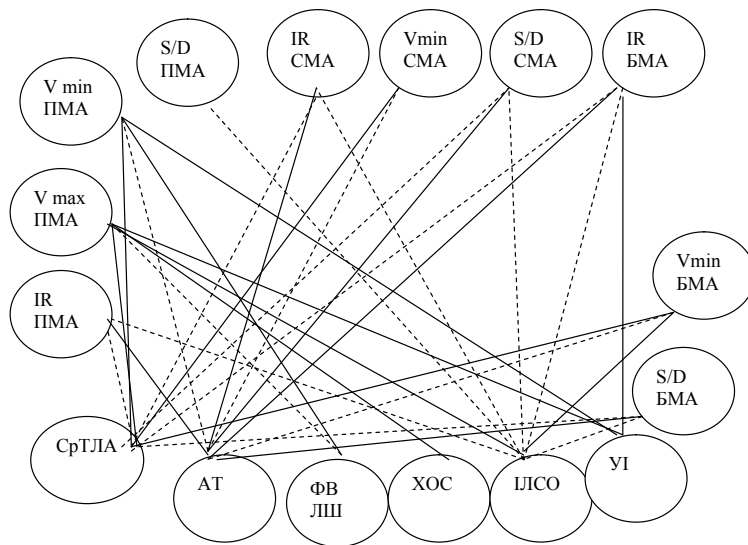 S/D
ПМА
IR
СМА
Vmin
СМА
S/D
СМА
IR
БМА
V min
ПМА
V max
ПМА
IR
ПМА
Vmin
БМА
S/D
БМА
СрТЛА
АТ
ФВ
ЛШ
ХОС
ІЛСО
УІ